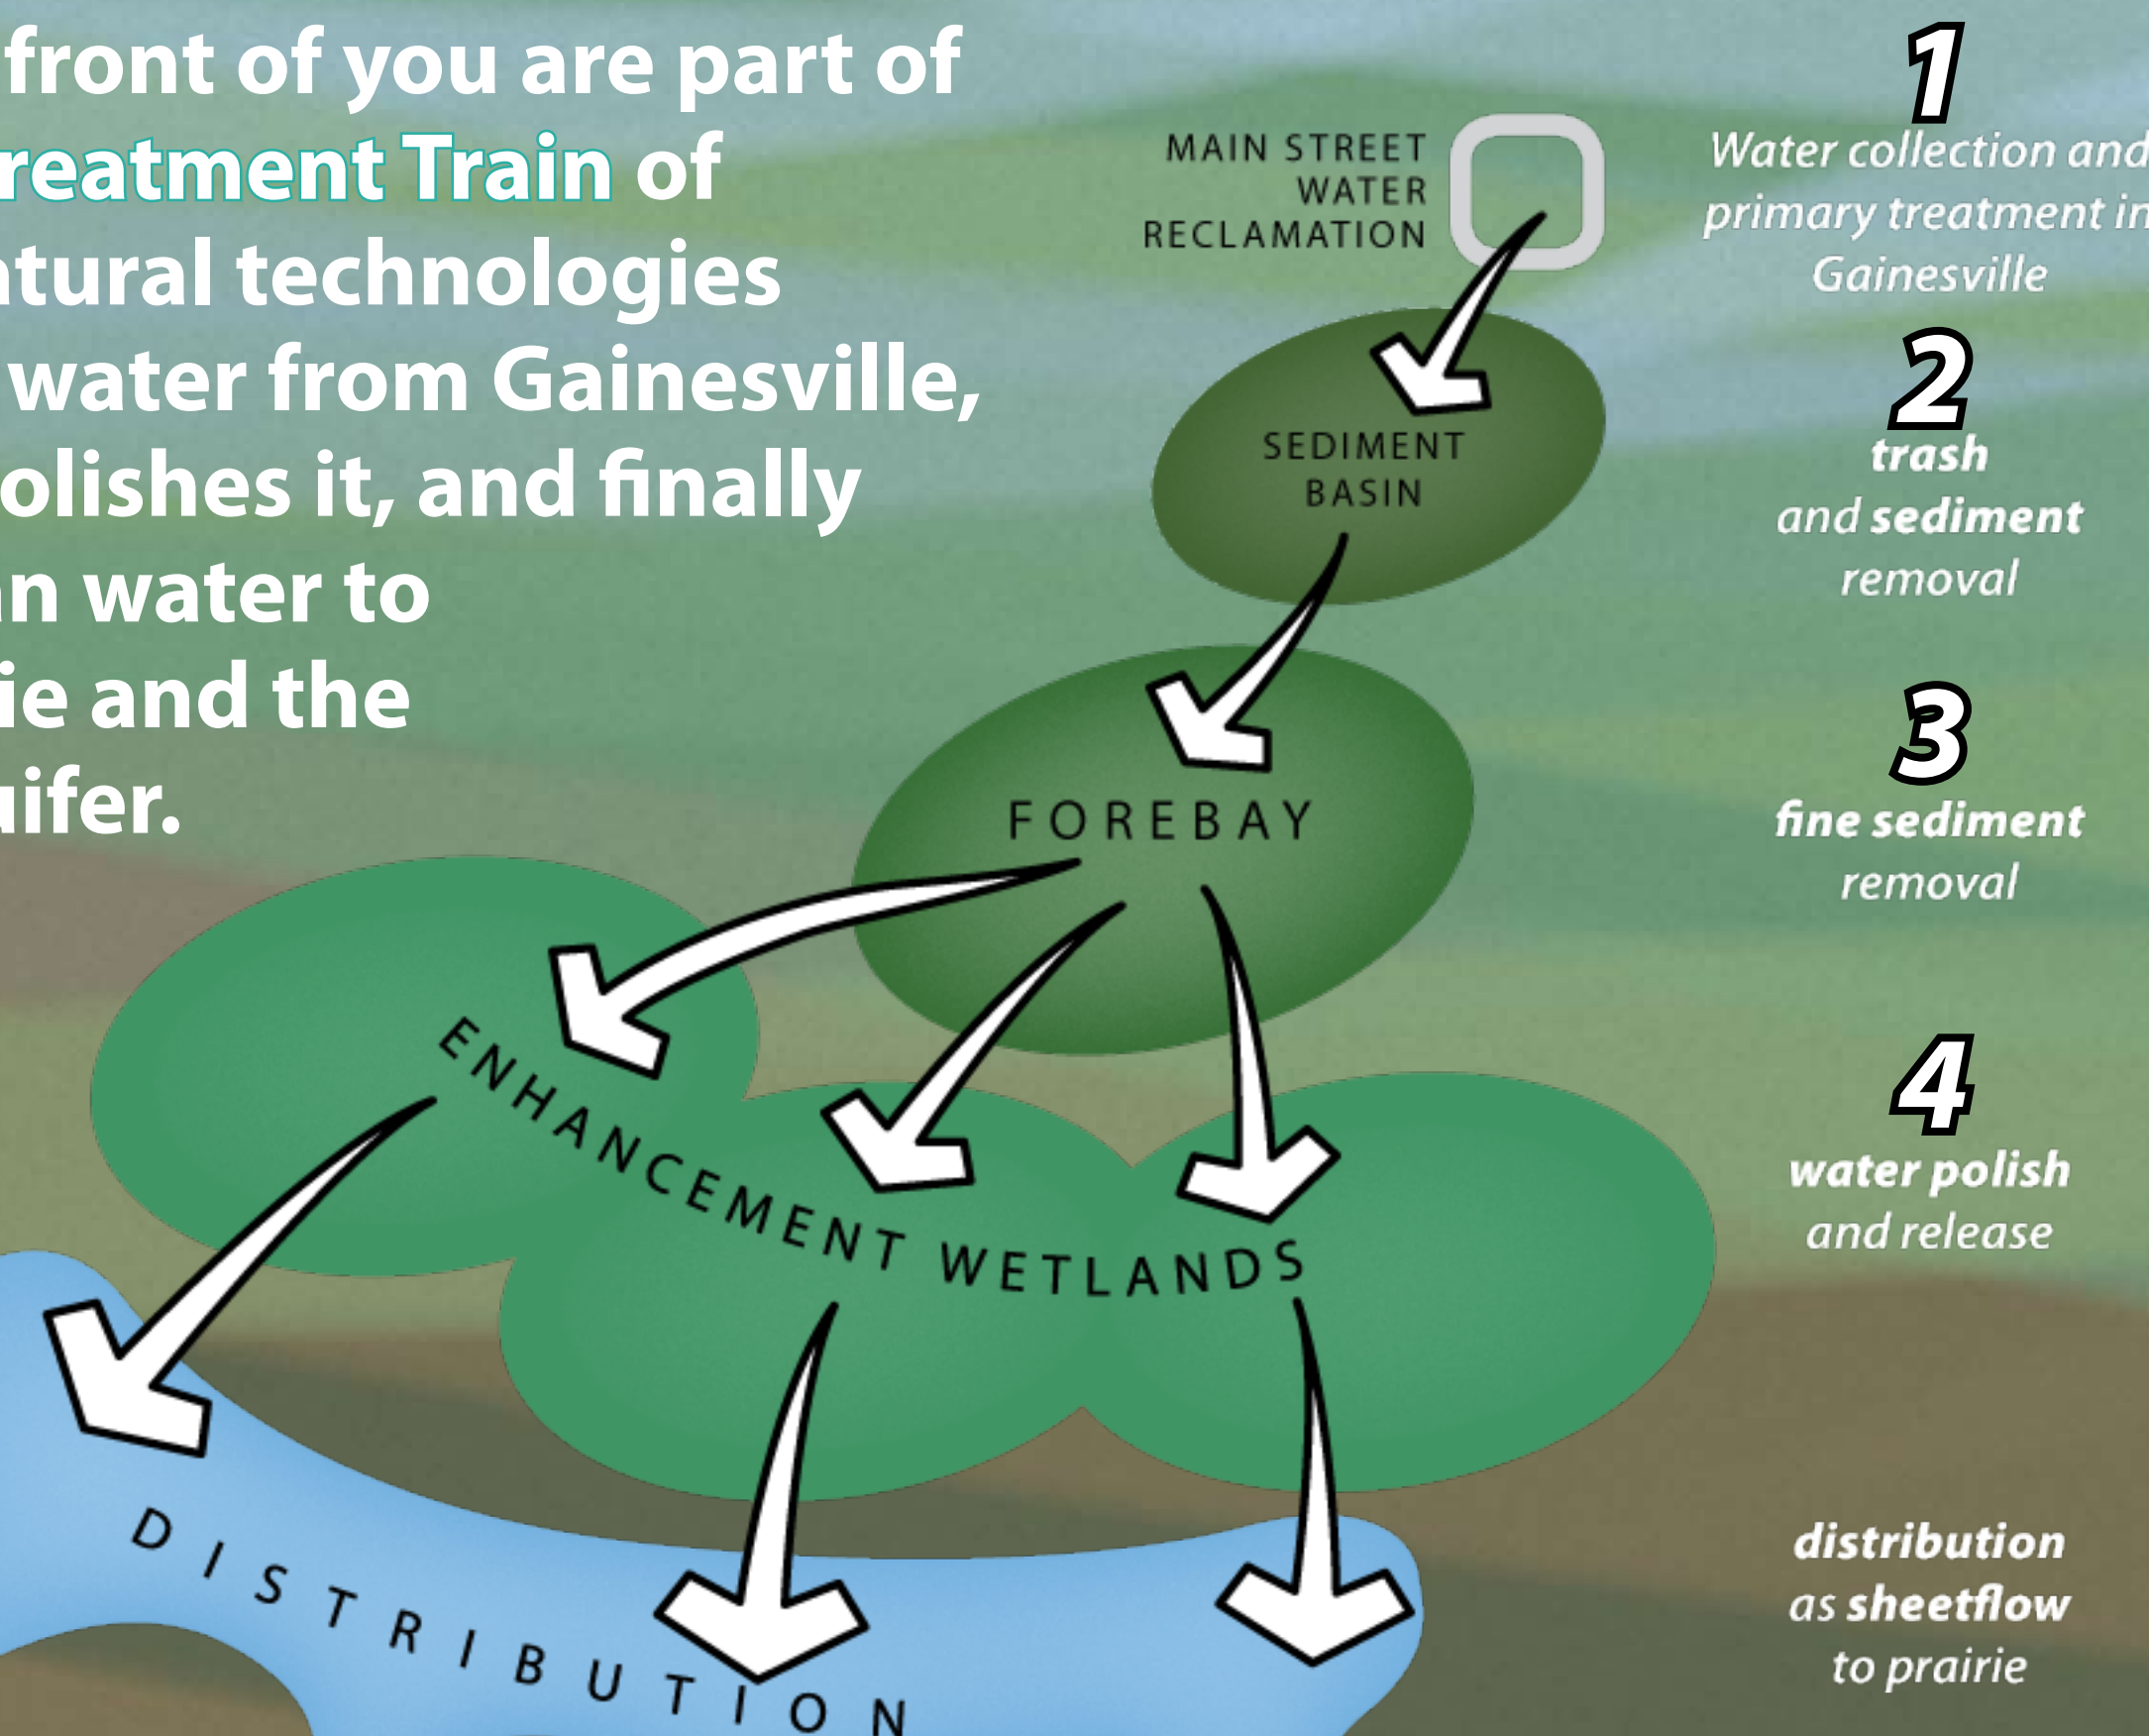 front of you are part of
reatment Train of
atural technologies
water from Gainesville,
olishes it, and finally
an water to
ie and the
uifer.
MAIN STREET
WATER
RECLAMATION
SEDIMENT
BASIN
FOREBAY
ENHANCEMENT WETLANDS
DISTRIBUTION
1
Water collection and
primary treatment in
Gainesville
2
trash
and sediment
removal
3
fine sediment
removal
4
water polish
and release
distribution
as sheetflow
to prairie